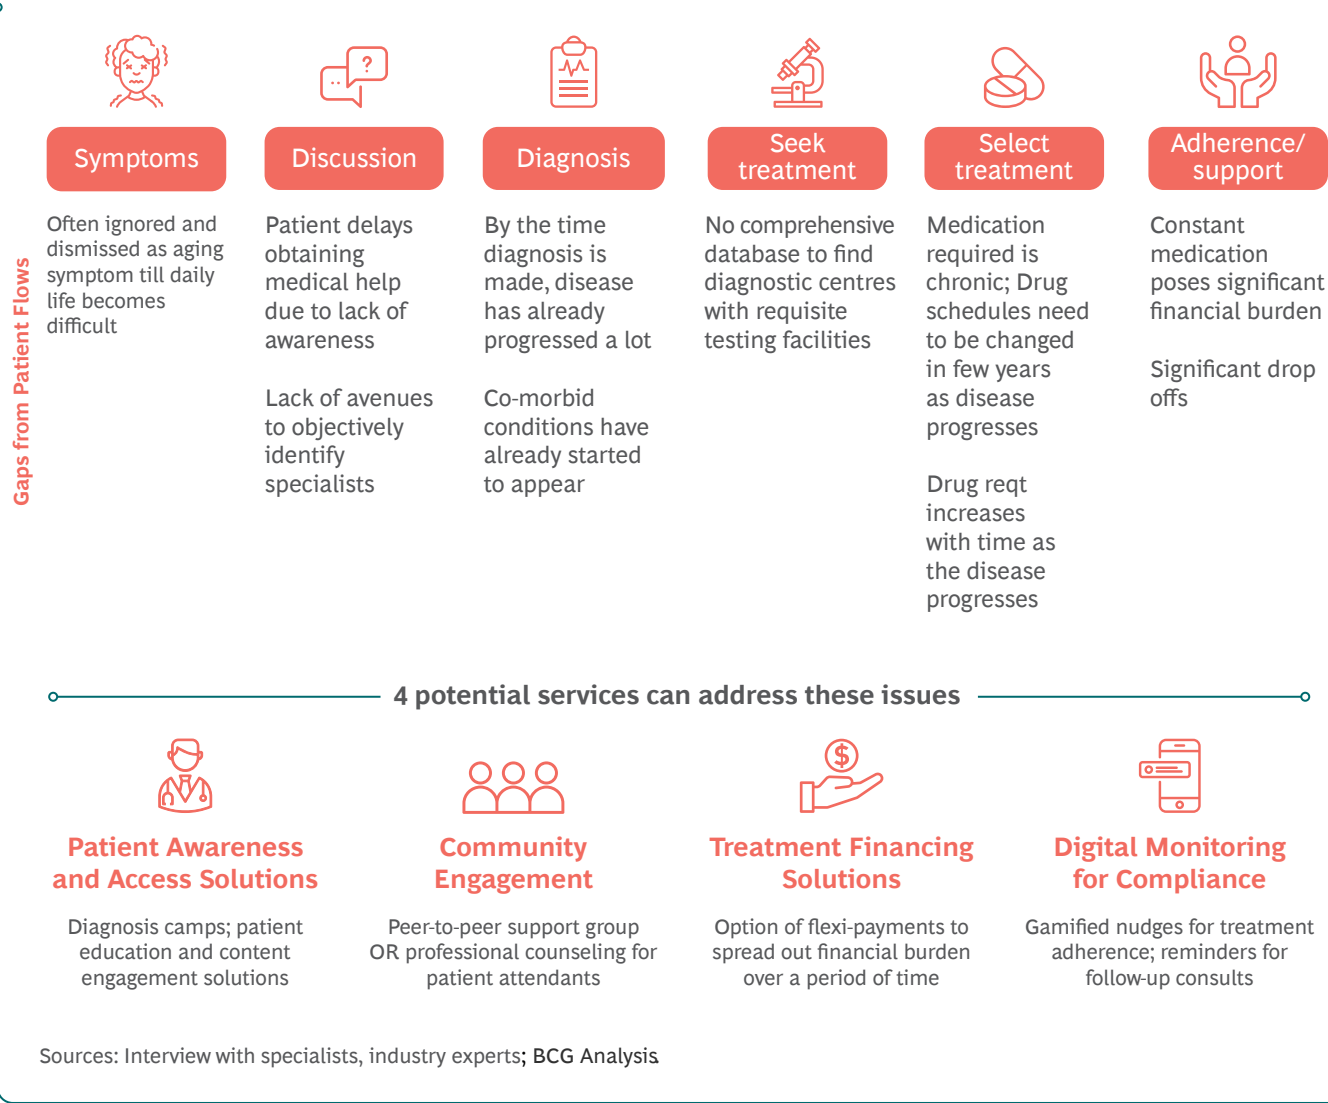 ?
Symptoms
Discussion
Diagnosis
Seek
treatment
Select
treatment
Adherence/
support
Gaps from Patient Flows
Often ignored and
dismissed as aging
symptom till daily
life becomes
difficult
Patient delays
obtaining
medical help
due to lack of
awareness
Lack of avenues
to objectively
identify
specialists
By the time
diagnosis is
made, disease
has already
progressed a lot
Co-morbid
conditions have
already started
to appear
No comprehensive
database to find
diagnostic centres
with requisite
testing facilities
Medication
required is
chronic; Drug
schedules need
to be changed
in few years
as disease
progresses
Drug reqt
increases
with time as
the disease
progresses
Constant
medication
poses significant
financial burden
Significant drop
offs
4 potential services can address these issues
$
Patient Awareness
and Access Solutions
Diagnosis camps; patient
education and content
engagement solutions
Community
Engagement
Peer-to-peer support group
OR professional counseling for
patient attendants
Treatment Financing
Solutions
Option of flexi-payments to
spread out financial burden
over a period of time
Digital Monitoring
for Compliance
Gamified nudges for treatment
adherence; reminders for
follow-up consults
Sources: Interview with specialists, industry experts; BCG Analysis.